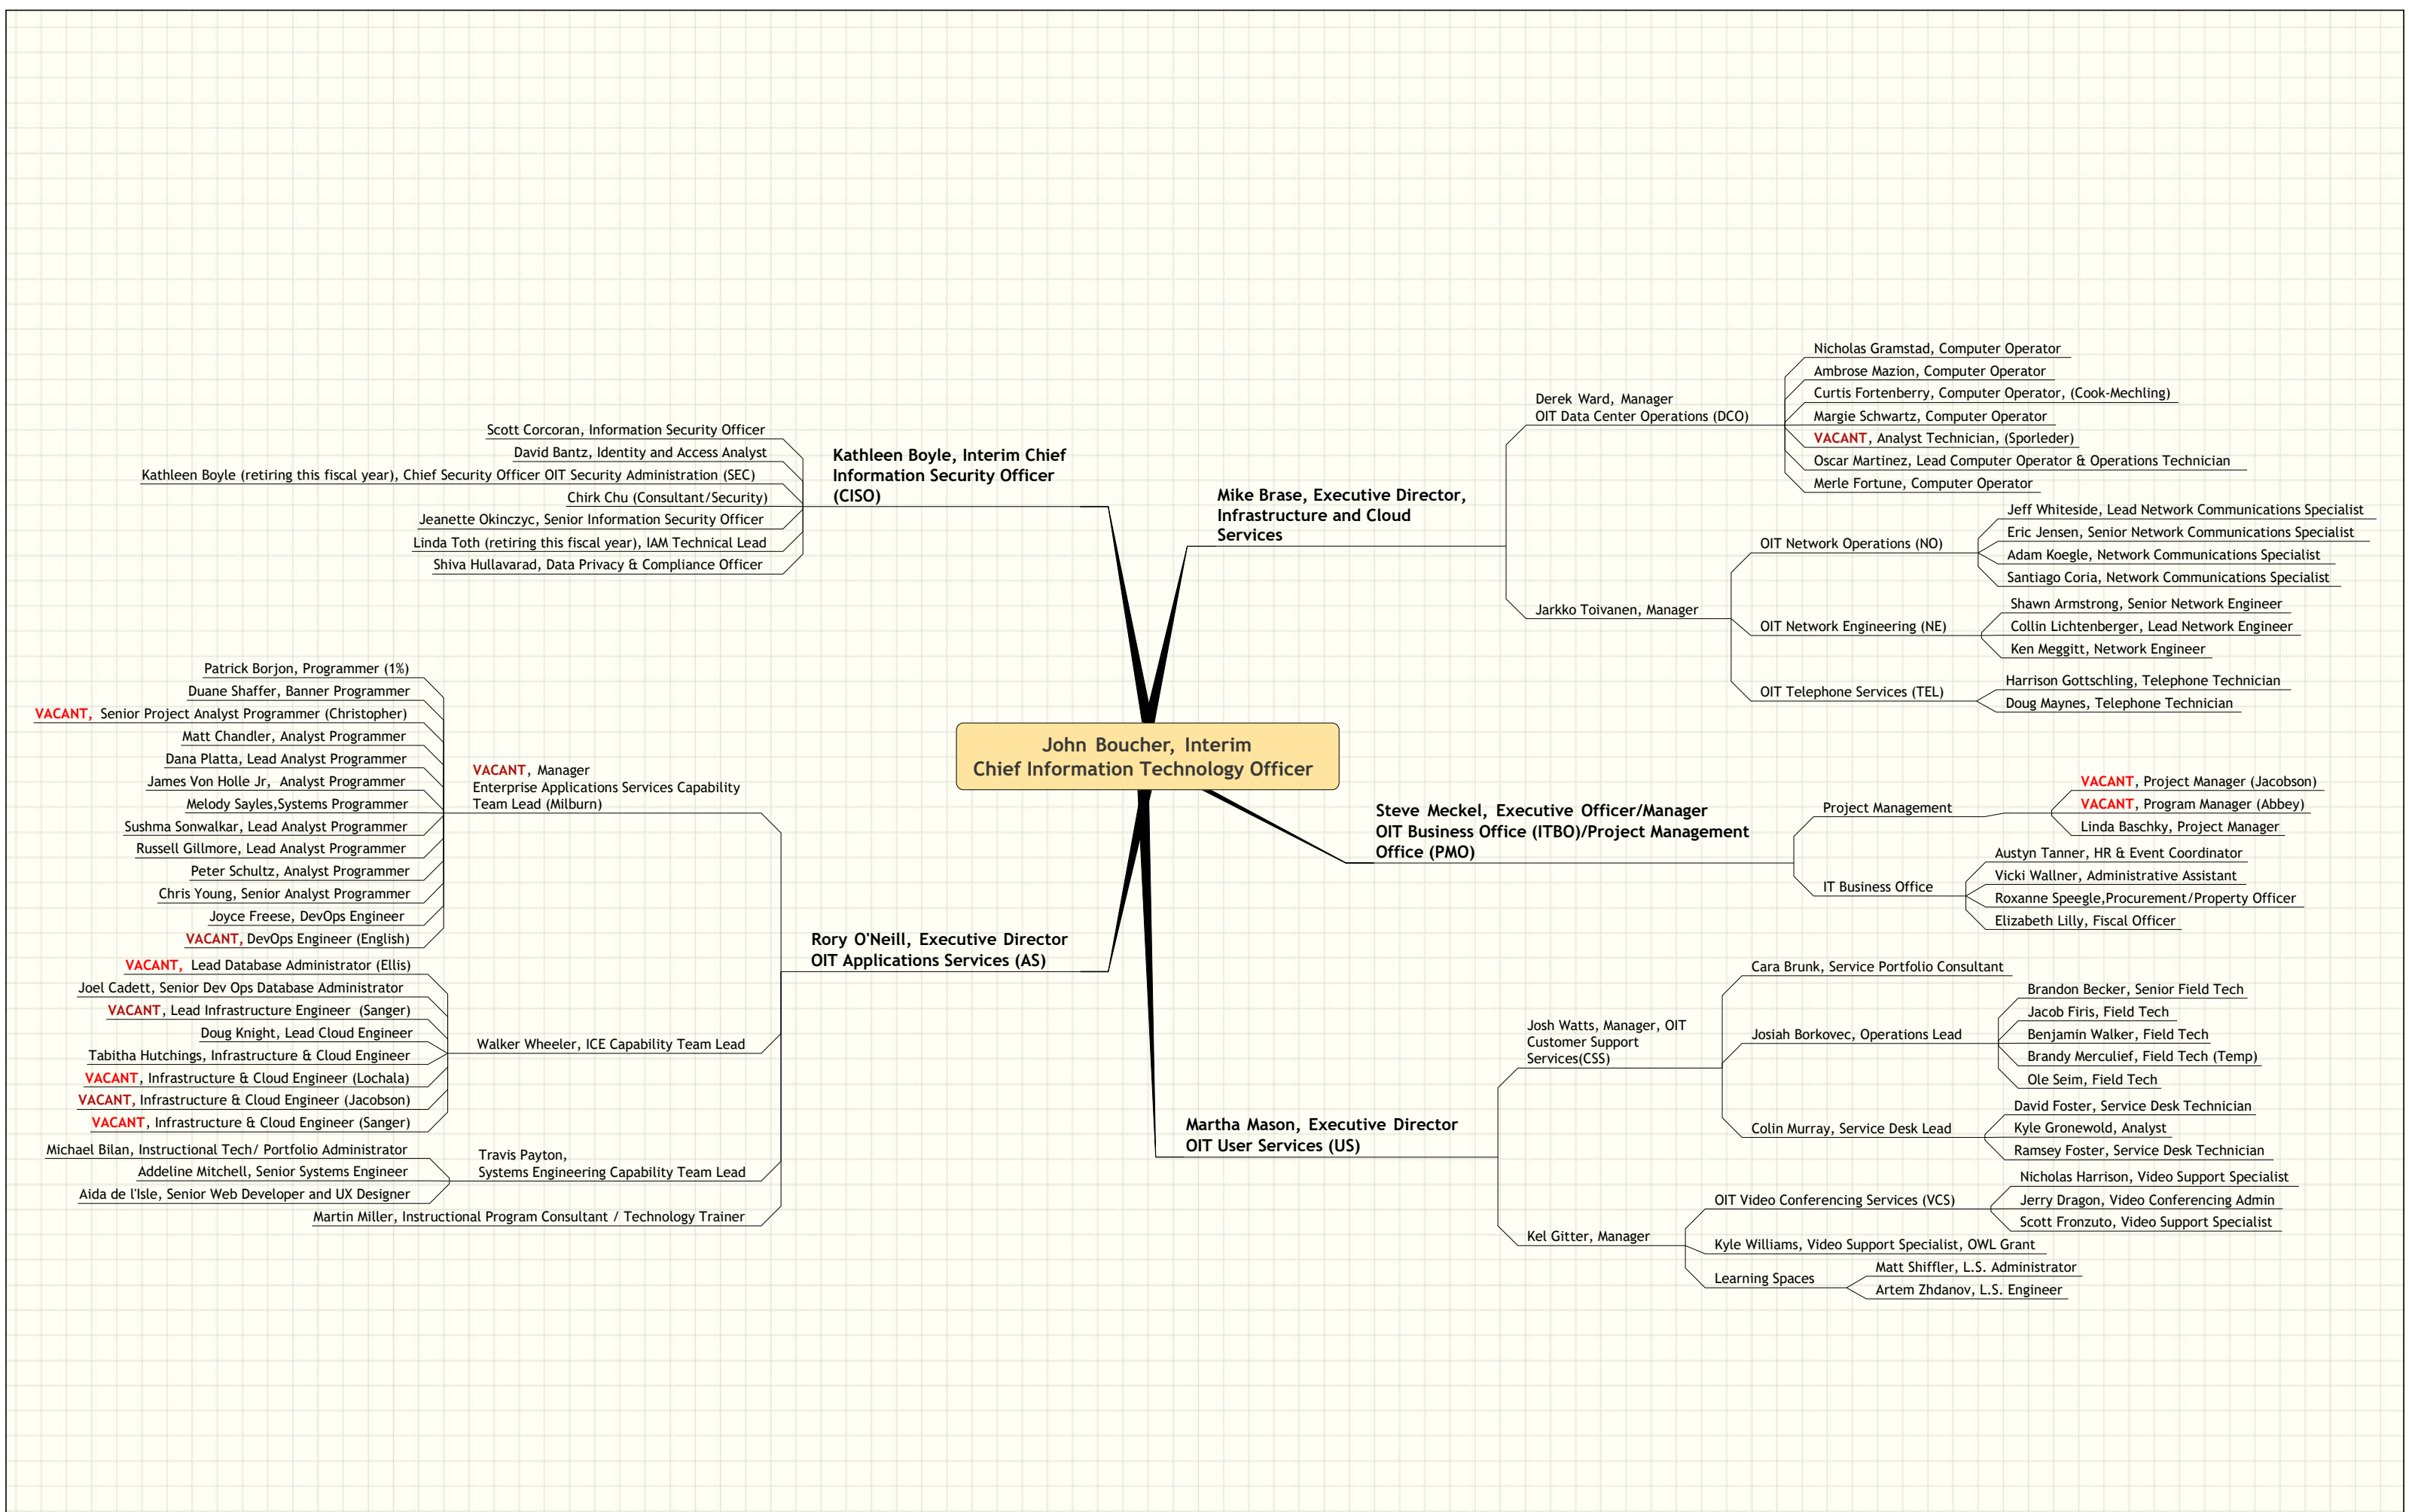 John Boucher, Interim
Chief Information Technology Officer
Kathleen Boyle, Interim Chief
Information Security Officer
(CISO)
Scott Corcoran, Information Security Officer
David Bantz, Identity and Access Analyst
Kathleen Boyle (retiring this fiscal year), Chief Security Officer OIT Security Administration (SEC)
Chirk Chu (Consultant/Security)
Jeanette Okinczyc, Senior Information Security Officer
Linda Toth (retiring this fiscal year), IAM Technical Lead
Shiva Hullavarad, Data Privacy & Compliance Officer
Rory O'Neill, Executive Director
OIT Applications Services (AS)
VACANT, Manager
Enterprise Applications Services Capability
Team Lead (Milburn)
Patrick Borjon, Programmer (1%)
Duane Shaffer, Banner Programmer
VACANT, Senior Project Analyst Programmer (Christopher)
Matt Chandler, Analyst Programmer
Dana Platta, Lead Analyst Programmer
James Von Holle Jr, Analyst Programmer
Melody Sayles,Systems Programmer
Sushma Sonwalkar, Lead Analyst Programmer
Russell Gillmore, Lead Analyst Programmer
Peter Schultz, Analyst Programmer
Chris Young, Senior Analyst Programmer
Joyce Freese, DevOps Engineer
VACANT, DevOps Engineer (English)
Walker Wheeler, ICE Capability Team Lead
VACANT, Lead Database Administrator (Ellis)
Joel Cadett, Senior Dev Ops Database Administrator
VACANT, Lead Infrastructure Engineer (Sanger)
Doug Knight, Lead Cloud Engineer
Tabitha Hutchings, Infrastructure & Cloud Engineer
VACANT, Infrastructure & Cloud Engineer (Lochala)
VACANT, Infrastructure & Cloud Engineer (Jacobson)
VACANT, Infrastructure & Cloud Engineer (Sanger)
Travis Payton,
Systems Engineering Capability Team Lead
Michael Bilan, Instructional Tech/ Portfolio Administrator
Addeline Mitchell, Senior Systems Engineer
Aida de l'Isle, Senior Web Developer and UX Designer
Martin Miller, Instructional Program Consultant / Technology Trainer
Mike Brase, Executive Director,
Infrastructure and Cloud
Services
Derek Ward, Manager
OIT Data Center Operations (DCO)
Nicholas Gramstad, Computer Operator
Ambrose Mazion, Computer Operator
Curtis Fortenberry, Computer Operator, (Cook-Mechling)
Margie Schwartz, Computer Operator
VACANT, Analyst Technician, (Sporleder)
Oscar Martinez, Lead Computer Operator & Operations Technician
Merle Fortune, Computer Operator
Jarkko Toivanen, Manager
OIT Network Operations (NO)
Jeff Whiteside, Lead Network Communications Specialist
Eric Jensen, Senior Network Communications Specialist
Adam Koegle, Network Communications Specialist
Santiago Coria, Network Communications Specialist
OIT Network Engineering (NE)
Shawn Armstrong, Senior Network Engineer
Collin Lichtenberger, Lead Network Engineer
Ken Meggitt, Network Engineer
OIT Telephone Services (TEL)
Harrison Gottschling, Telephone Technician
Doug Maynes, Telephone Technician
Steve Meckel, Executive Officer/Manager
OIT Business Office (ITBO)/Project Management
Office (PMO)
Project Management
VACANT, Project Manager (Jacobson)
VACANT, Program Manager (Abbey)
Linda Baschky, Project Manager
IT Business Office
Austyn Tanner, HR & Event Coordinator
Vicki Wallner, Administrative Assistant
Roxanne Speegle,Procurement/Property Officer
Elizabeth Lilly, Fiscal Officer
Martha Mason, Executive Director
OIT User Services (US)
Josh Watts, Manager, OIT
Customer Support
Services(CSS)
Cara Brunk, Service Portfolio Consultant
Josiah Borkovec, Operations Lead
Brandon Becker, Senior Field Tech
Jacob Firis, Field Tech
Benjamin Walker, Field Tech
Brandy Merculief, Field Tech (Temp)
Ole Seim, Field Tech
Colin Murray, Service Desk Lead
David Foster, Service Desk Technician
Kyle Gronewold, Analyst
Ramsey Foster, Service Desk Technician
Kel Gitter, Manager
OIT Video Conferencing Services (VCS)
Nicholas Harrison, Video Support Specialist
Jerry Dragon, Video Conferencing Admin
Scott Fronzuto, Video Support Specialist
Kyle Williams, Video Support Specialist, OWL Grant
Learning Spaces
Matt Shiffler, L.S. Administrator
Artem Zhdanov, L.S. Engineer